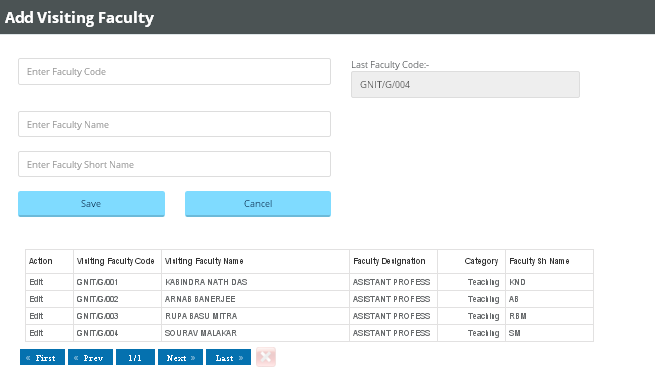 Add Visiting Faculty
Enter Faculty Code
Last Faculty Code:-
GNIT/G/004
Enter Faculty Name
Enter Faculty Short Name
Save Cancel
Action Visiting Faculty Code Visiting Faculty Name Faculty Designation Category Faculty Sh Name
Edit GNIT/G/001 KABINDRA NATH DAS ASISTANT PROFESS Teaching KND
Edit GNIT/G/002 ARNAB BANERJEE ASISTANT PROFESS Teaching AB
Edit GNIT/G/003 RUPA BASU MITRA ASISTANT PROFESS Teaching RBM
Edit GNIT/G/004 SOURAV MALAKAR ASISTANT PROFESS Teaching SM
« First « Prev 1/1 Next » Last »